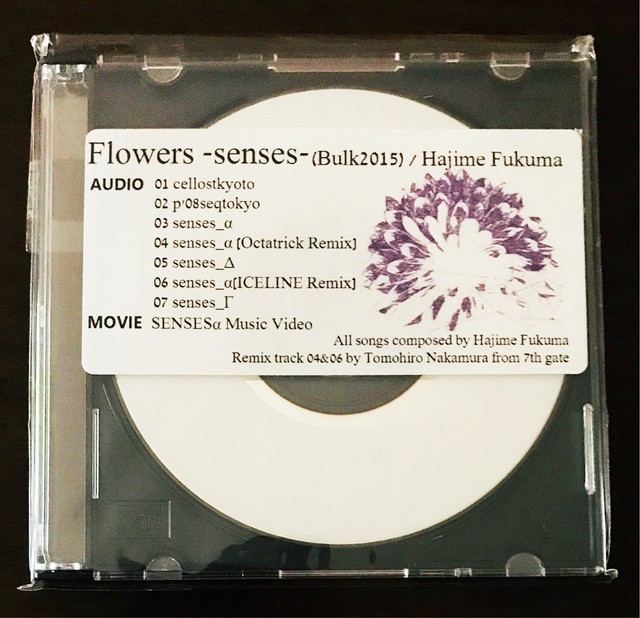 Flowers -senses-(Bulk2015) / Hajime Fukuma
AUDIO 01 cellostkyoto
02 p'08seqtokyo
03 senses_α
04 senses_α [Octatrick Remix]
05 senses_Δ
06 senses_α[ICELINE Remix]
07 senses_Γ
MOVIE SENSESα Music Video
All songs composed by Hajime Fukuma
Remix track 04&06 by Tomohiro Nakamura from 7th gate